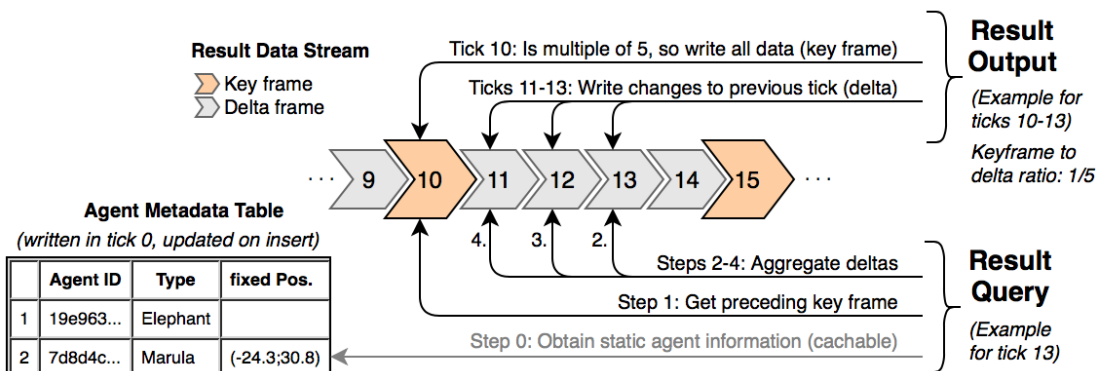 Result Data Stream
Key frame
Delta frame
Tick 10: Is multiple of 5, so write all data (key frame)
Ticks 11-13: Write changes to previous tick (delta)
Result
Output
(Example for
ticks 10-13)
Keyframe to
delta ratio: 1/5
··· 9 10 11 12 13 14 15 ···
4. 3. 2.
Steps 2-4: Aggregate deltas
Step 1: Get preceding key frame
Step 0: Obtain static agent information (cachable)
Result
Query
(Example
for tick 13)
Agent Metadata Table
(written in tick 0, updated on insert)
Agent ID Type fixed Pos.
1 19e963... Elephant
2 7d8d4c... Marula (-24.3;30.8)